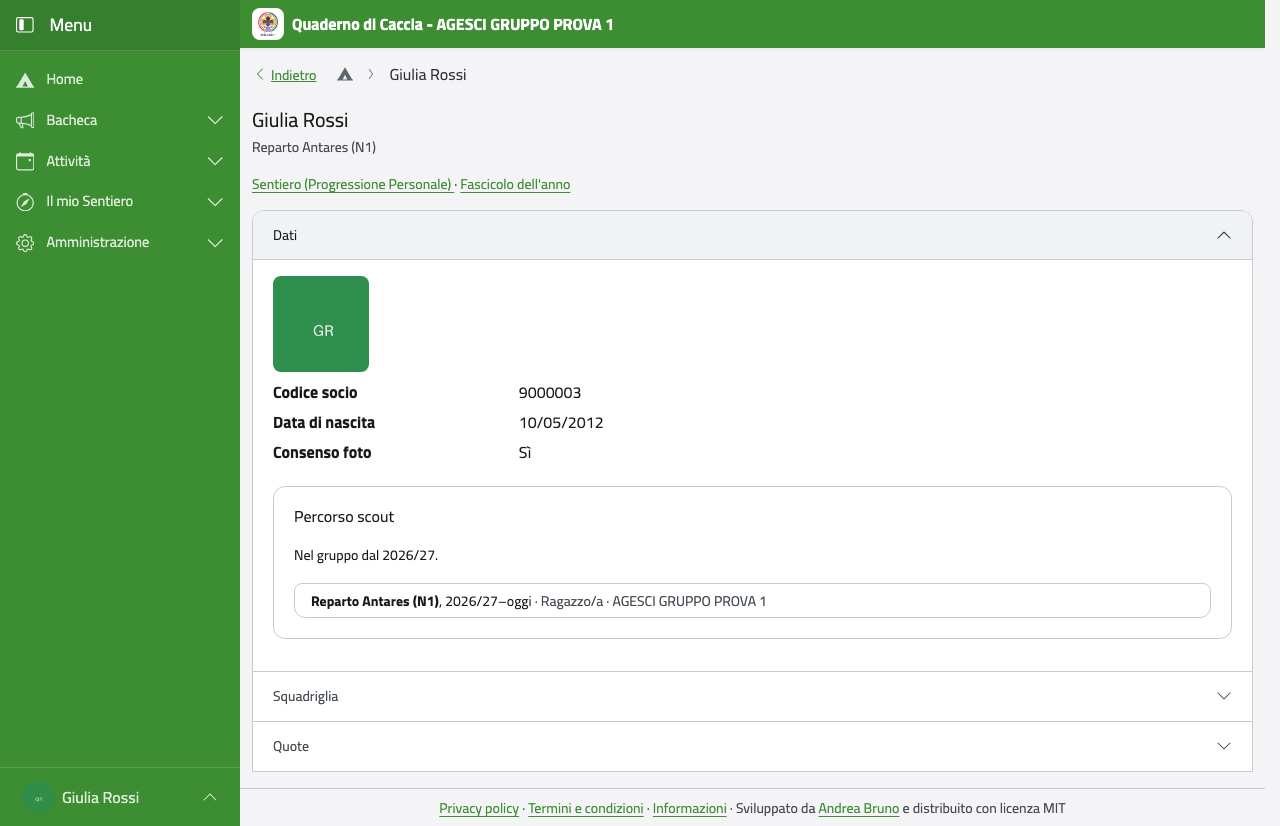 Menu
Quaderno di Caccia - AGESCI GRUPPO PROVA 1
Home
Bacheca
Attività
Il mio Sentiero
Amministrazione
Indietro
Giulia Rossi
Giulia Rossi
Reparto Antares (N1)
Sentiero (Progressione Personale) · Fascicolo dell'anno
Dati
GR
Codice socio 9000003
Data di nascita 10/05/2012
Consenso foto Sì
Percorso scout
Nel gruppo dal 2026/27.
Reparto Antares (N1), 2026/27–oggi · Ragazzo/a · AGESCI GRUPPO PROVA 1
Squadriglia
Quote
GR Giulia Rossi
Privacy policy · Termini e condizioni · Informazioni · Sviluppato da Andrea Bruno e distribuito con licenza MIT